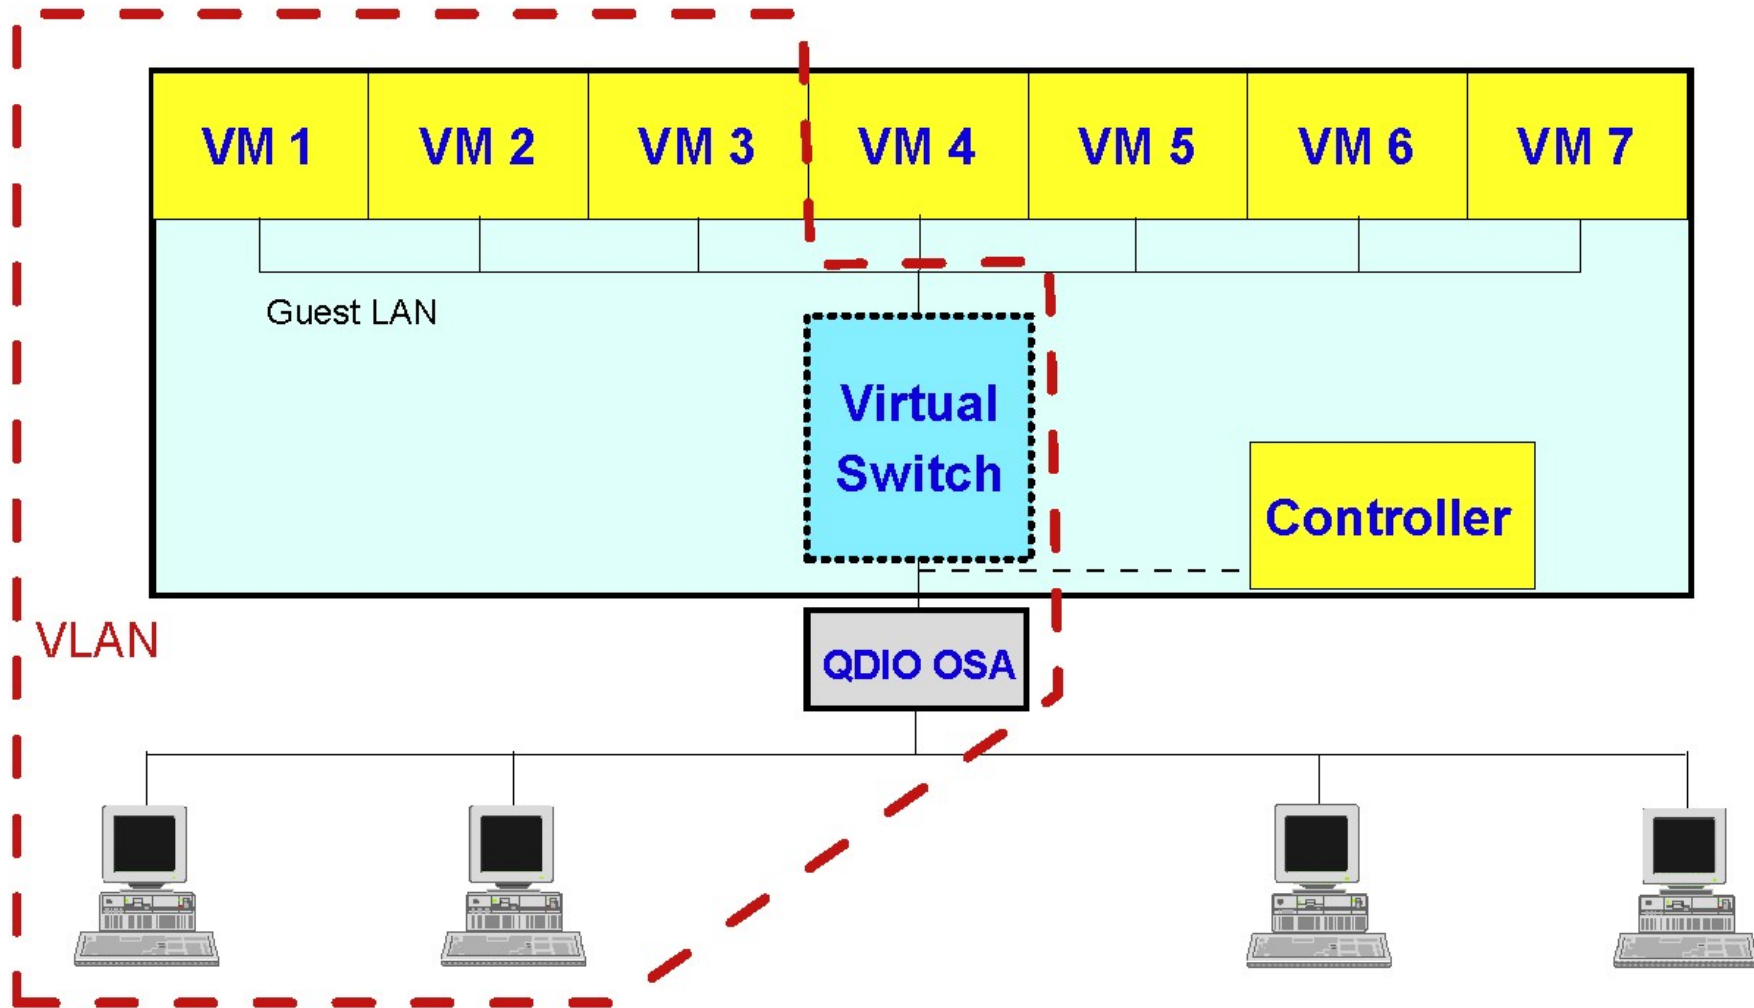 VM 1
VM 2
VM 3
VM 4
VM 5
VM 6
VM 7
Guest LAN
Virtual
Switch
Controller
VLAN
QDIO OSA